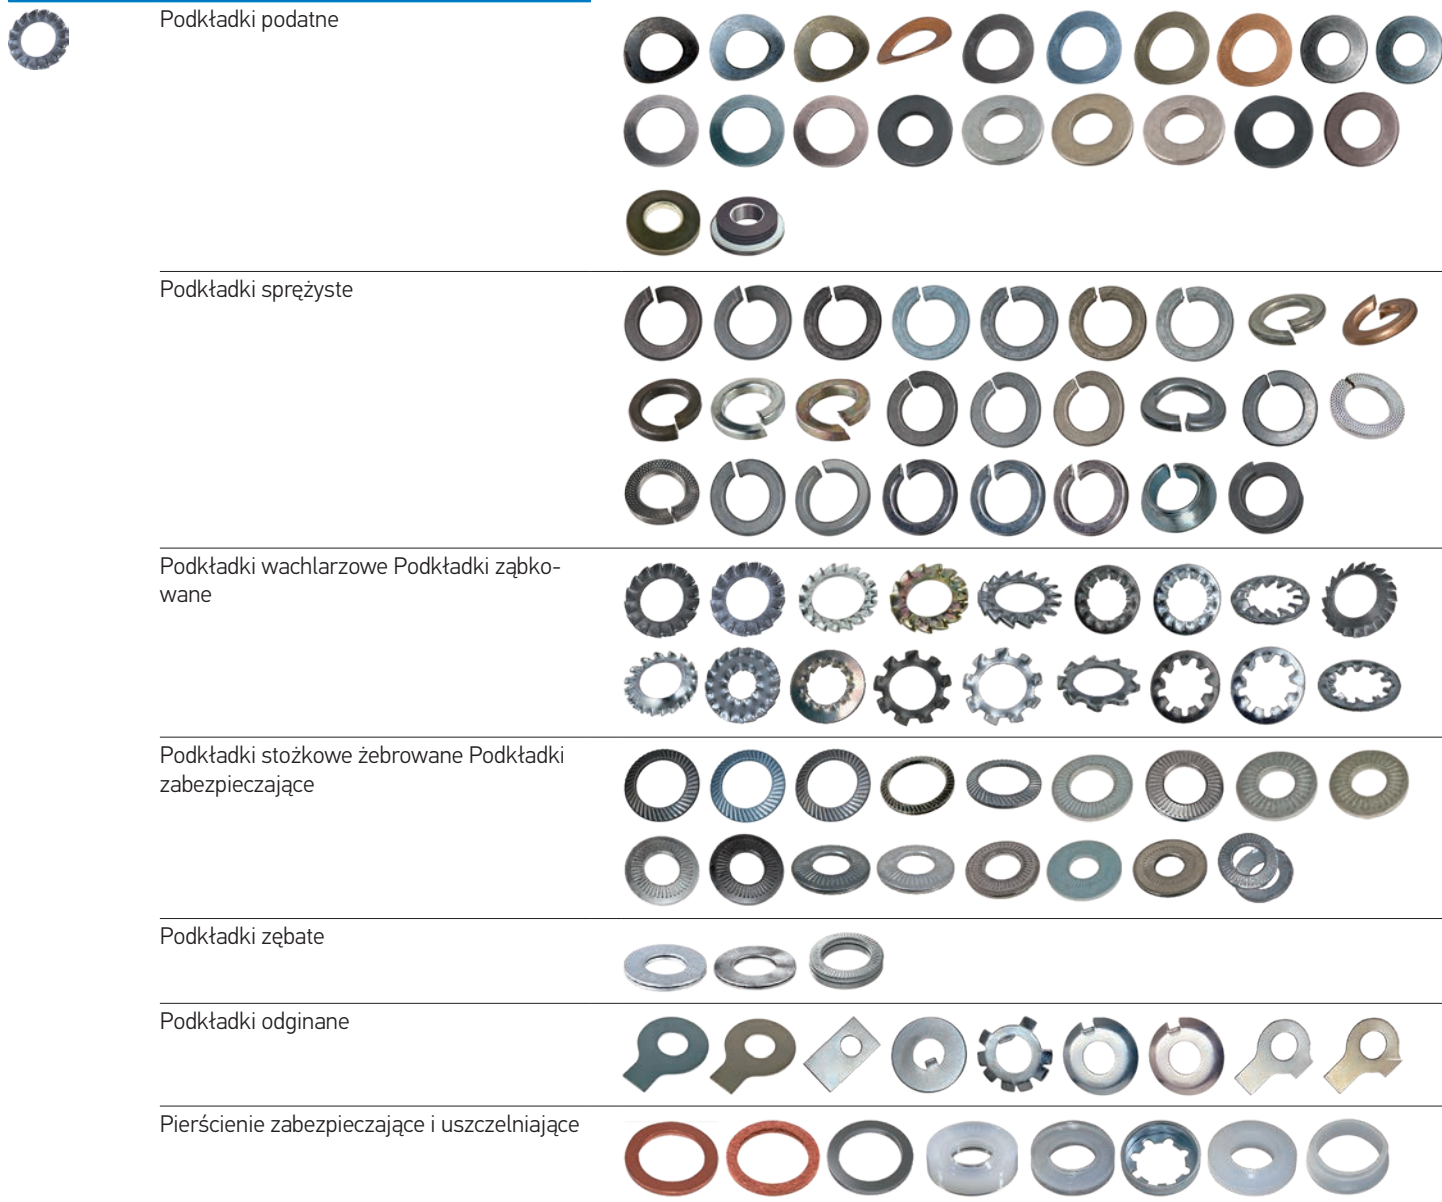 Podkładki podatne
Podkładki sprężyste
Podkładki wachlarzowe Podkładki ząbko-
wane
Podkładki stożkowe żebrowane Podkładki
zabezpieczające
Podkładki zębate
Podkładki odginane
Pierścienie zabezpieczające i uszczelniające